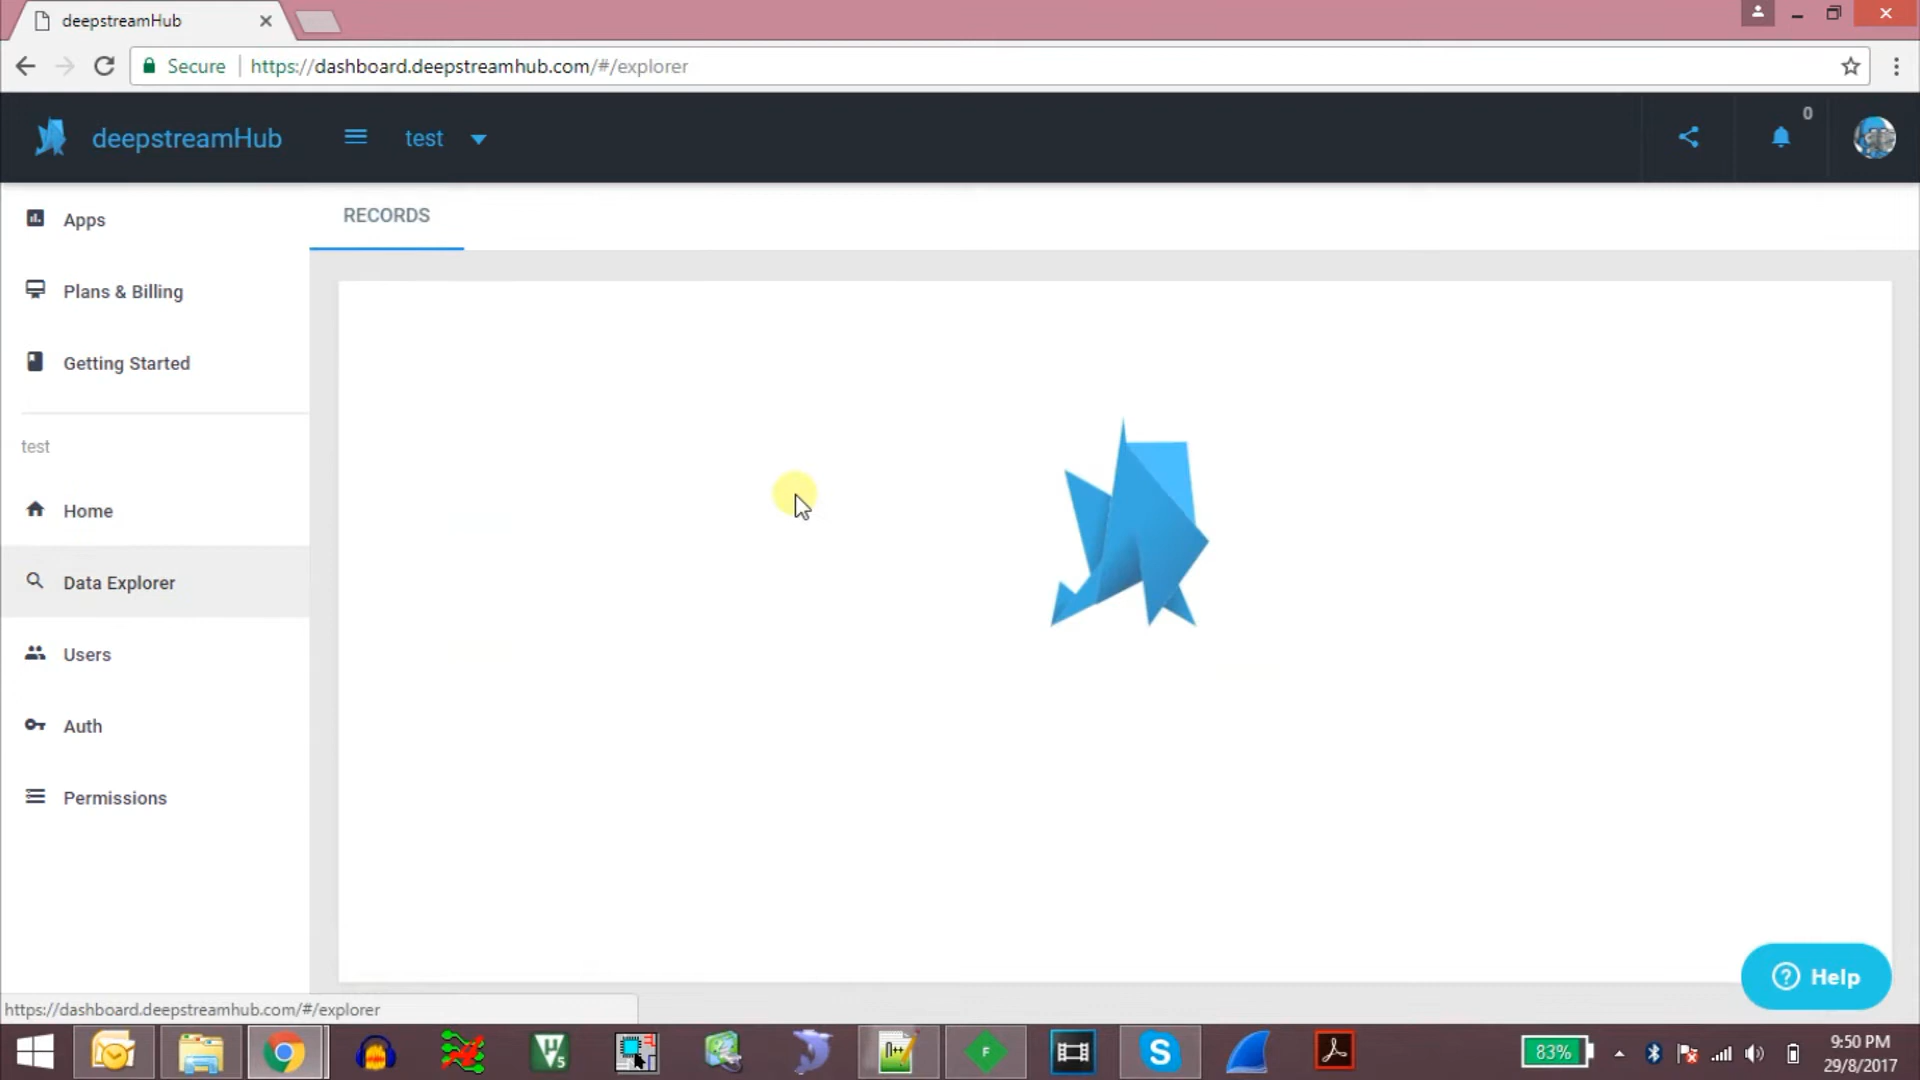 deepstreamHub
Secure | https://dashboard.deepstreamhub.com/#/explorer
deepstreamHub test 0
RECORDS
Apps
Plans & Billing
Getting Started
test
Home
Data Explorer
Users
Auth
Permissions
Help
https://dashboard.deepstreamhub.com/#/explorer
83%
9:50 PM
29/8/2017